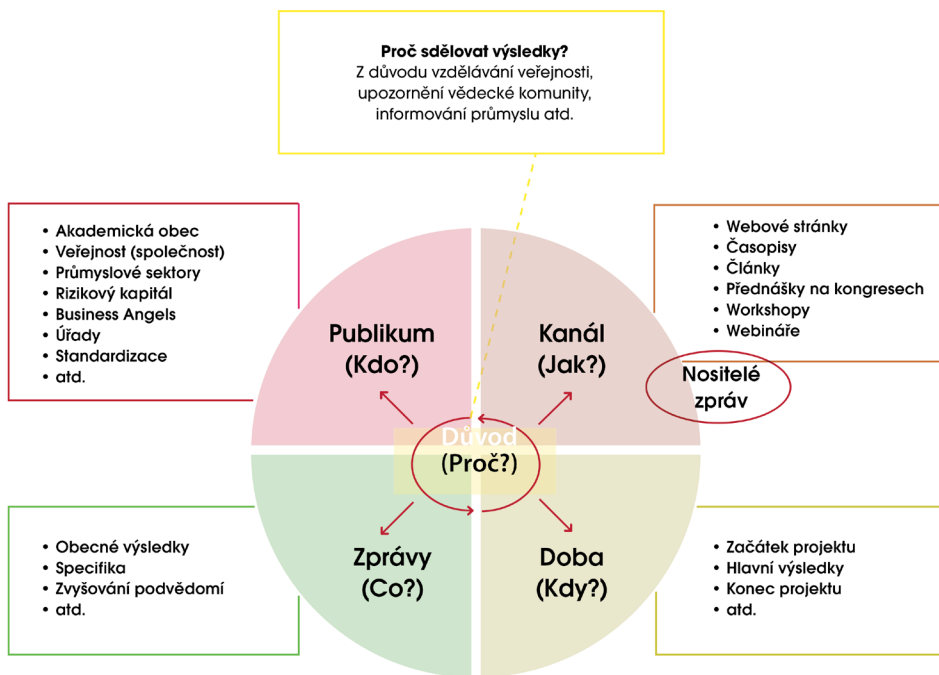 Proč sdělovat výsledky?
Z důvodu vzdělávání veřejnosti,
upozornění vědecké komunity,
informování průmyslu atd.
• Akademická obec
• Veřejnost (společnost)
• Průmyslové sektory
• Rizikový kapitál
• Business Angels
• Úřady
• Standardizace
• atd.
• Webové stránky
• Časopisy
• Články
• Přednášky na kongresech
• Workshopy
• Webináře
Publikum
(Kdo?)
Kanál
(Jak?)
Nositelé
zpráv
Důvod
(Proč?)
Zprávy
(Co?)
Doba
(Kdy?)
• Obecné výsledky
• Specifika
• Zvyšování podvědomí
• atd.
• Začátek projektu
• Hlavní výsledky
• Konec projektu
• atd.